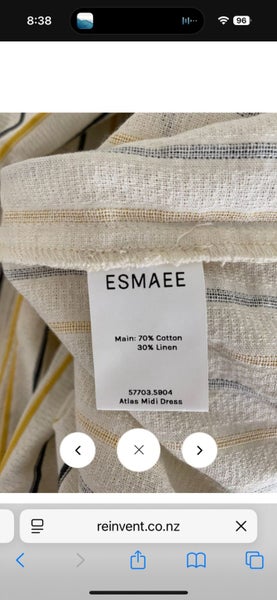 8:38
96
ESMAEE
Main: 70% Cotton
30% Linen
57703.5904
Atlas Midi Dress
reinvent.co.nz